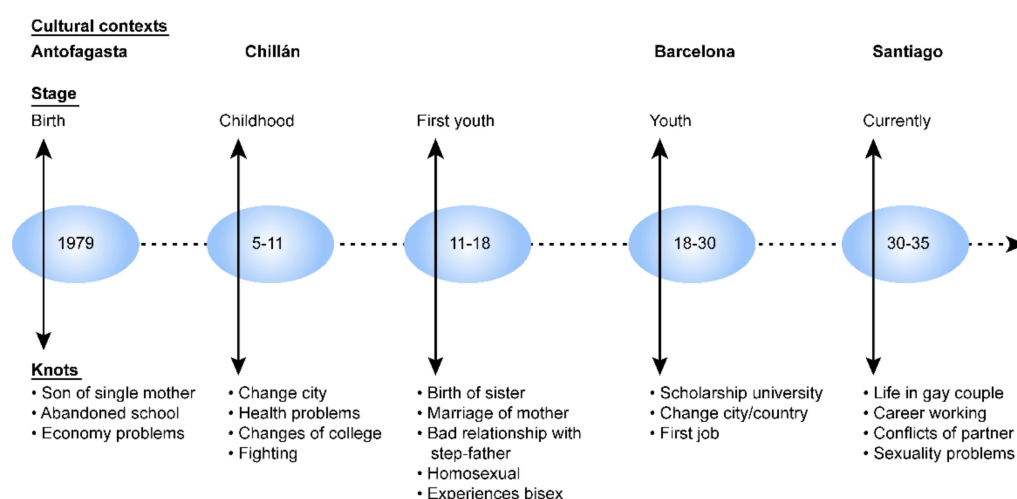 Cultural contexts
Antofagasta Chillán Barcelona Santiago
Stage
Birth Childhood First youth Youth Currently
1979 5-11 11-18 18-30 30-35
Knots
• Son of single mother
• Abandoned school
• Economy problems
• Change city
• Health problems
• Changes of college
• Fighting
• Birth of sister
• Marriage of mother
• Bad relationship with
step-father
• Homosexual
• Experiences bisex
• Scholarship university
• Change city/country
• First job
• Life in gay couple
• Career working
• Conflicts of partner
• Sexuality problems